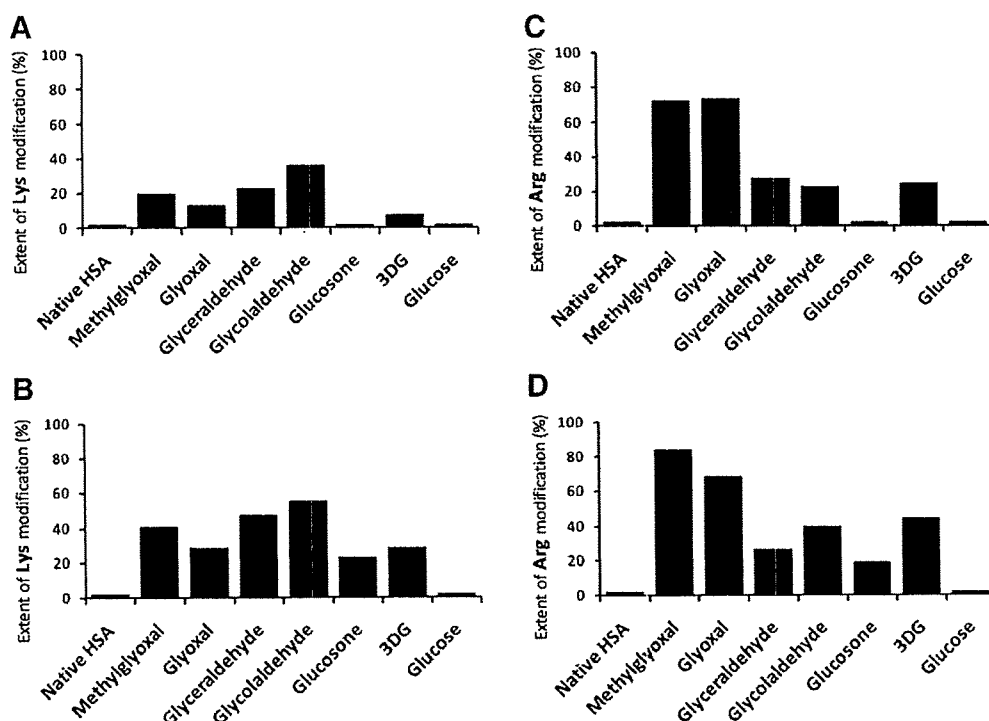 A
Extent of Lys modification (%)
100
80
60
40
20
0
Native HSA
Methylglyoxal
Glyoxal
Glyceraldehyde
Glycolaldehyde
Glucosone
3DG
Glucose
C
Extent of Arg modification (%)
100
80
60
40
20
0
Native HSA
Methylglyoxal
Glyoxal
Glyceraldehyde
Glycolaldehyde
Glucosone
3DG
Glucose
B
Extent of Lys modification (%)
100
80
60
40
20
0
Native HSA
Methylglyoxal
Glyoxal
Glyceraldehyde
Glycolaldehyde
Glucosone
3DG
Glucose
D
Extent of Arg modification (%)
100
80
60
40
20
0
Native HSA
Methylglyoxal
Glyoxal
Glyceraldehyde
Glycolaldehyde
Glucosone
3DG
Glucose